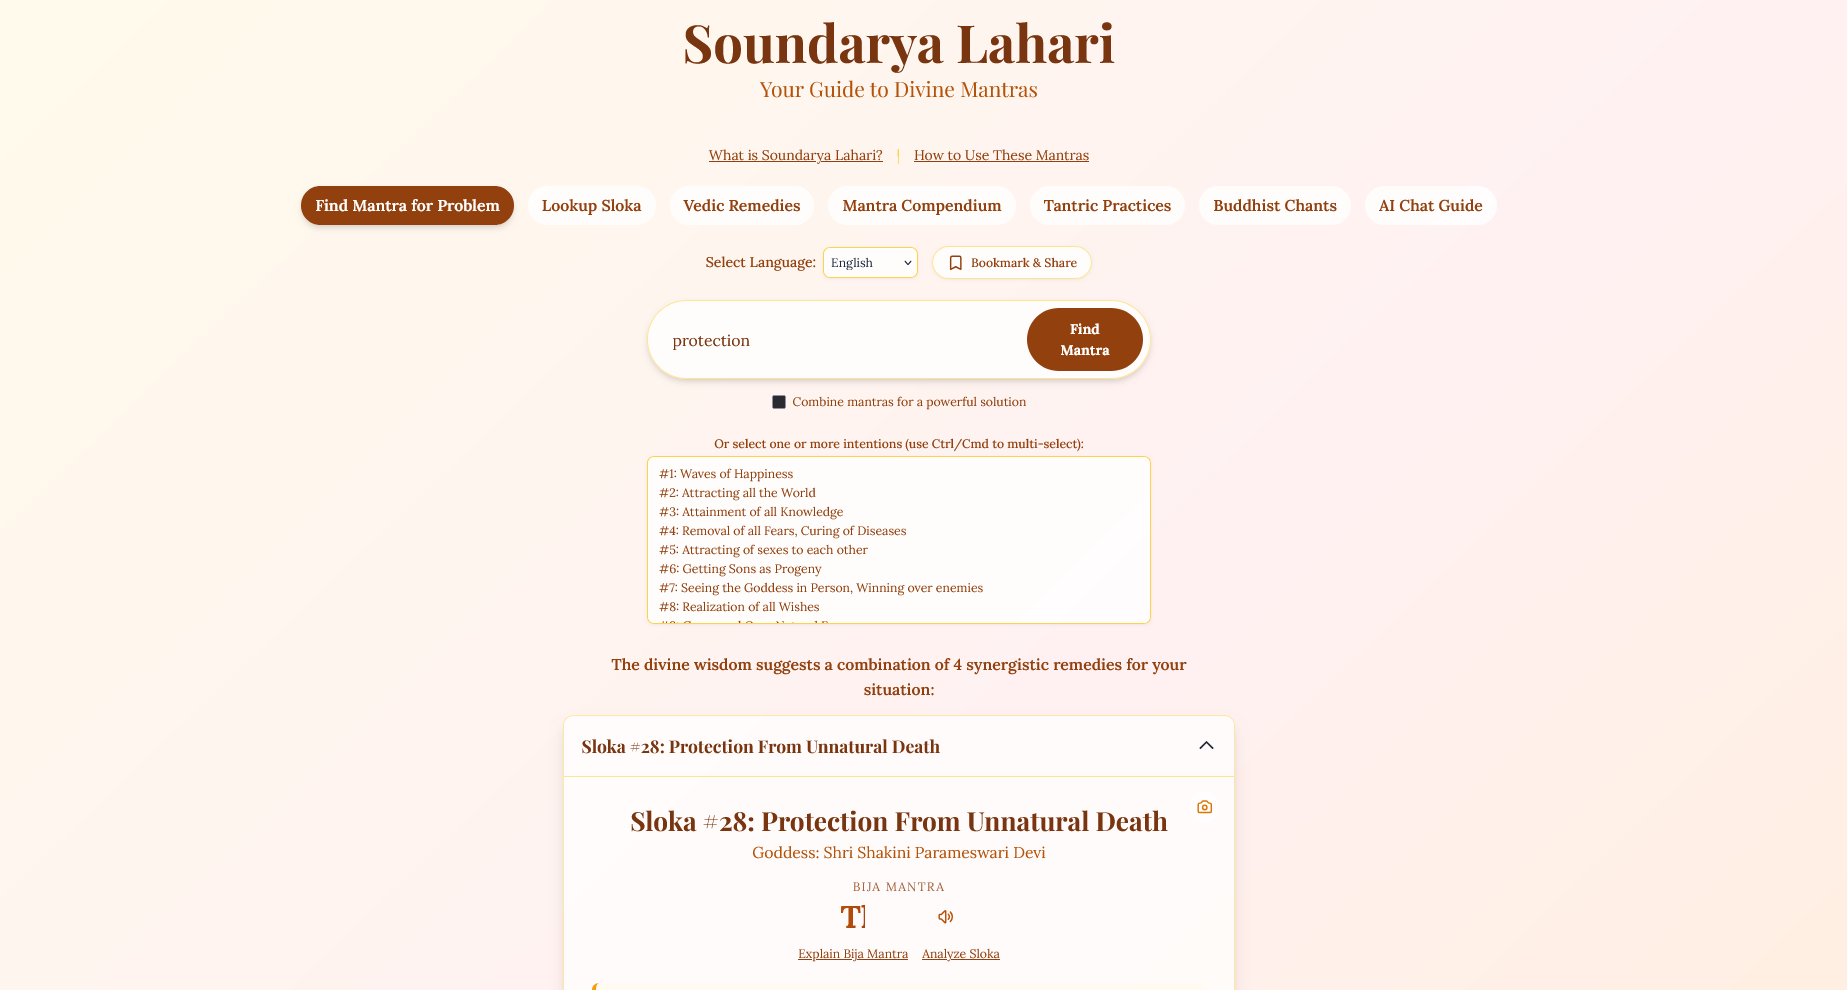 Soundarya Lahari
Your Guide to Divine Mantras
What is Soundarya Lahari? | How to Use These Mantras
Find Mantra for Problem Lookup Sloka Vedic Remedies Mantra Compendium Tantric Practices Buddhist Chants AI Chat Guide
Select Language: English Bookmark & Share
protection
Find
Mantra
Combine mantras for a powerful solution
Or select one or more intentions (use Ctrl/Cmd to multi-select):
#1: Waves of Happiness
#2: Attracting all the World
#3: Attainment of all Knowledge
#4: Removal of all Fears, Curing of Diseases
#5: Attracting of sexes to each other
#6: Getting Sons as Progeny
#7: Seeing the Goddess in Person, Winning over enemies
#8: Realization of all Wishes
The divine wisdom suggests a combination of 4 synergistic remedies for your
situation:
Sloka #28: Protection From Unnatural Death
Sloka #28: Protection From Unnatural Death
Goddess: Shri Shakini Parameswari Devi
BIJA MANTRA
Explain Bija Mantra Analyze Sloka